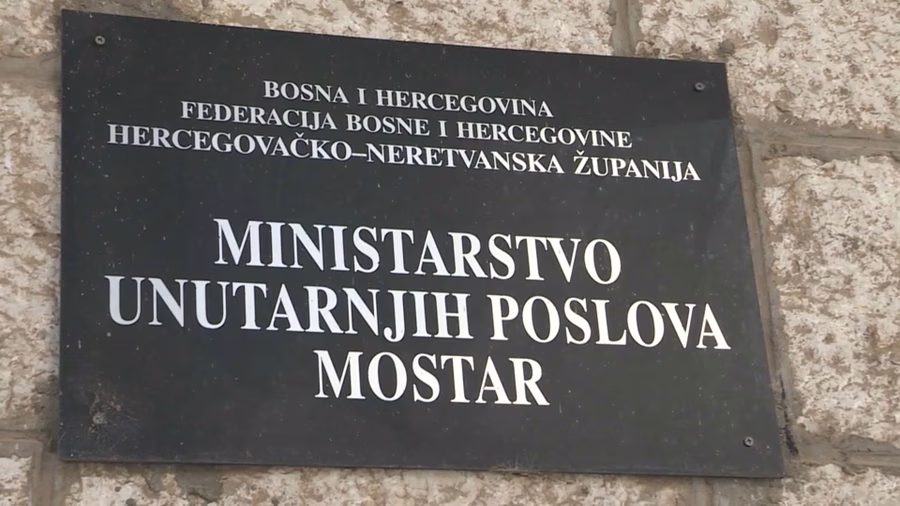 BOSNA I HERCEGOVINA
FEDERACIJA BOSNE I HERCEGOVINE
HERCEGOVAČKO–NERETVANSKA ŽUPANIJA
MINISTARSTVO
UNUTARNJIH POSLOVA
MOSTAR